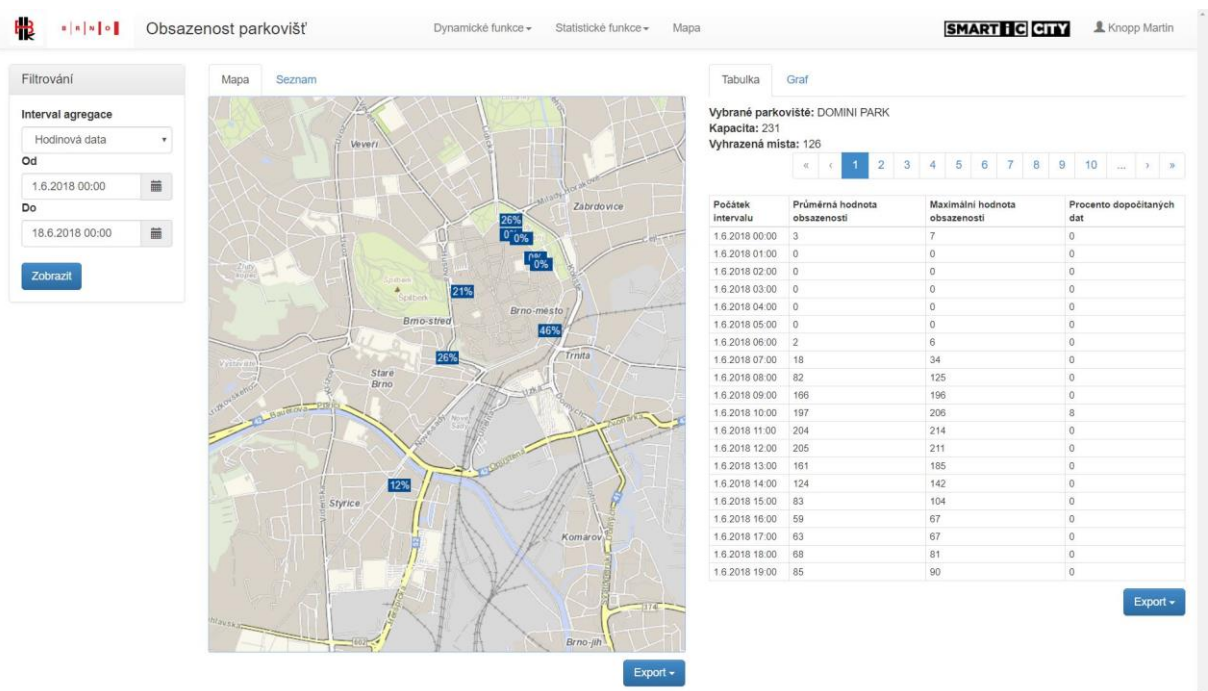 BRNO Obsazenost parkovišť Dynamické funkce Statistické funkce Mapa SMART CITY Knopp Martin
Filtrování
Interval agregace
Hodinová data
Od
1.6.2018 00:00
Do
18.6.2018 00:00
Zobrazit
Mapa Seznam
Veveří
Zábrdovice
26%
0%
0%
Špilberk
21%
Brno-město
Brno-střed
46%
26%
Trnitá
Staré
Brno
Úzká
12%
Štyřice
Komárov
Brno-jih
Export
Tabulka Graf
Vybrané parkoviště: DOMINI PARK
Kapacita: 231
Vyhrazená místa: 126
« ‹ 1 2 3 4 5 6 7 8 9 10 ... › »
Počátek intervalu Průměrná hodnota obsazenosti Maximální hodnota obsazenosti Procento dopočítaných dat
1.6.2018 00:00 3 7 0
1.6.2018 01:00 0 0 0
1.6.2018 02:00 0 0 0
1.6.2018 03:00 0 0 0
1.6.2018 04:00 0 0 0
1.6.2018 05:00 0 0 0
1.6.2018 06:00 2 6 0
1.6.2018 07:00 18 34 0
1.6.2018 08:00 82 125 0
1.6.2018 09:00 166 196 0
1.6.2018 10:00 197 206 8
1.6.2018 11:00 204 214 0
1.6.2018 12:00 205 211 0
1.6.2018 13:00 161 185 0
1.6.2018 14:00 124 142 0
1.6.2018 15:00 83 104 0
1.6.2018 16:00 59 67 0
1.6.2018 17:00 63 67 0
1.6.2018 18:00 68 81 0
1.6.2018 19:00 85 90 0
Export